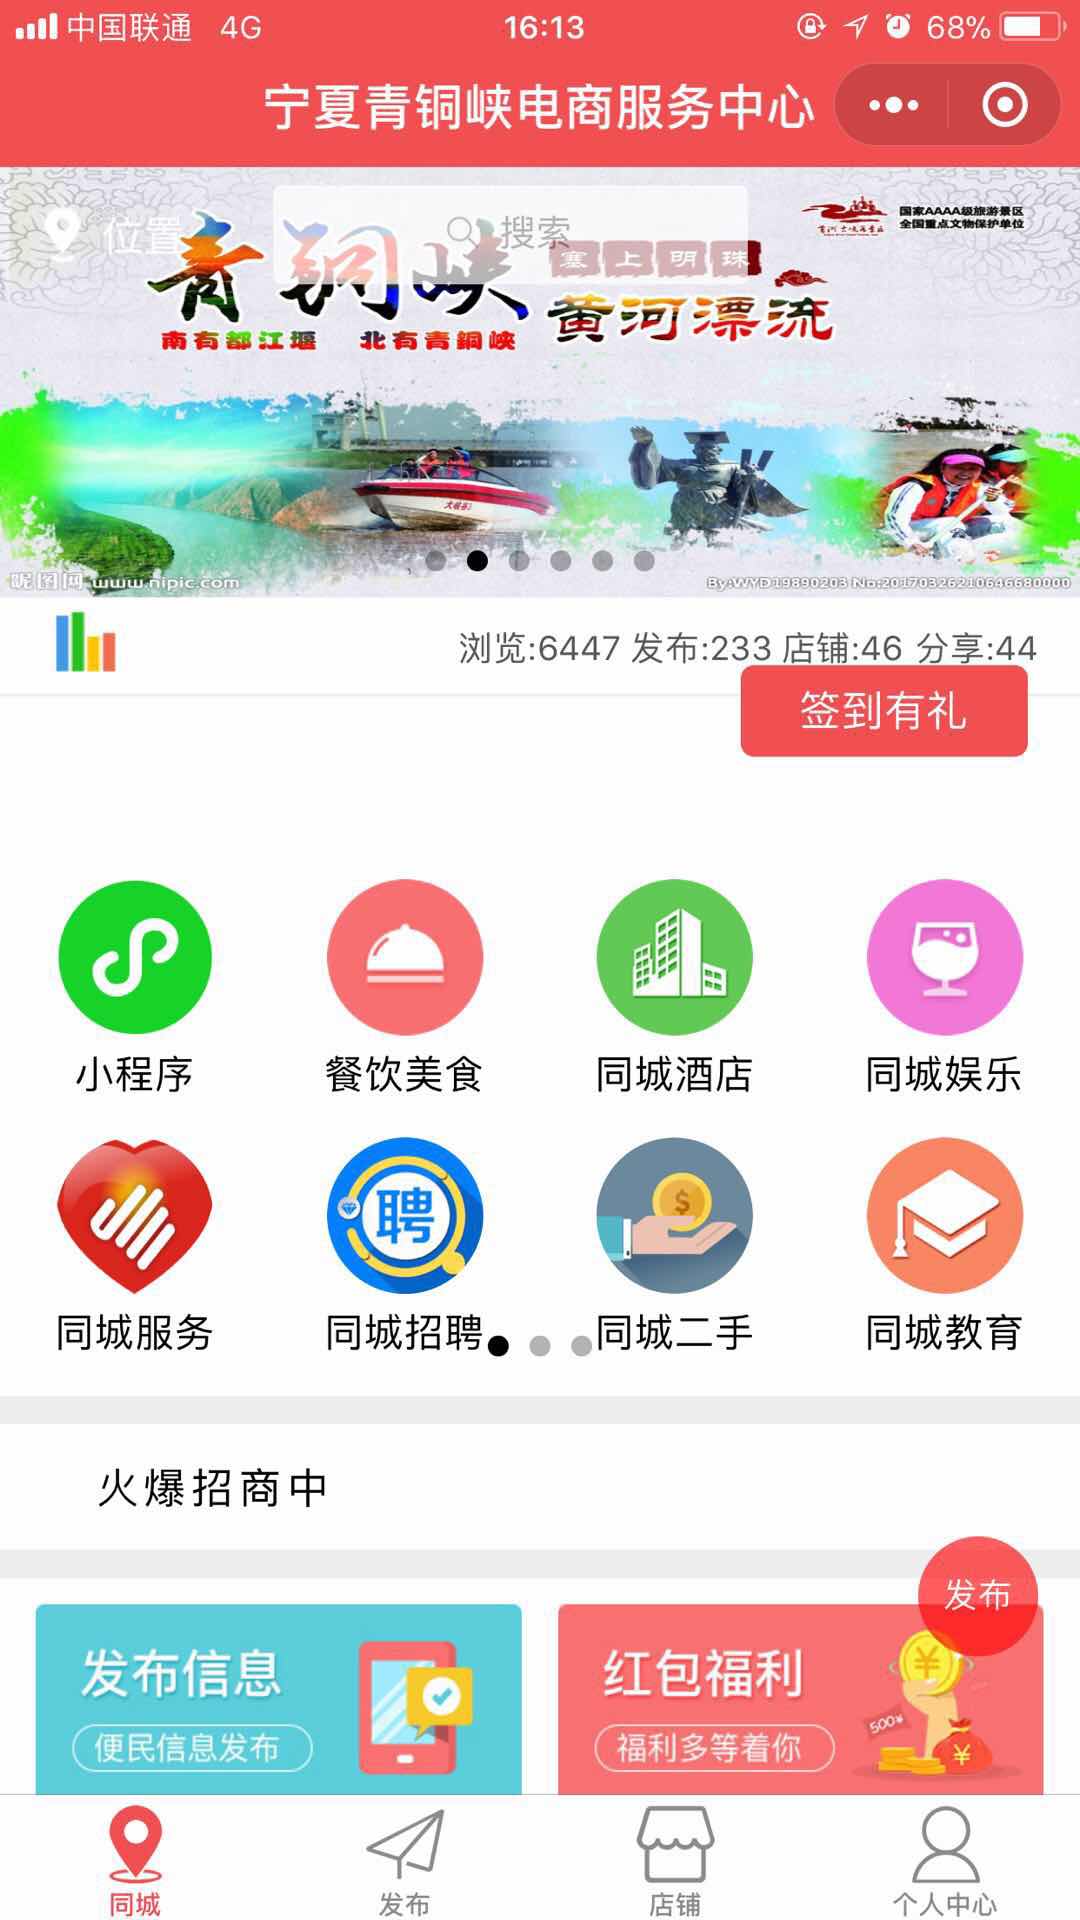 中国联通 4G 16:13 68%
宁夏青铜峡电商服务中心
位置 搜索
国家AAAA级旅游景区
全国重点文物保护单位
青铜峡
塞上明珠
黄河漂流
南有都江堰 北有青铜峡
昵图网 www.nipic.com
By:WYD19890203 No:20170326210646680000
浏览:6447 发布:233 店铺:46 分享:44
签到有礼
小程序 餐饮美食 同城酒店 同城娱乐
聘
同城服务 同城招聘 同城二手 同城教育
火爆招商中
发布
发布信息
便民信息发布
红包福利
福利多等着你
500¥
同城 发布 店铺 个人中心